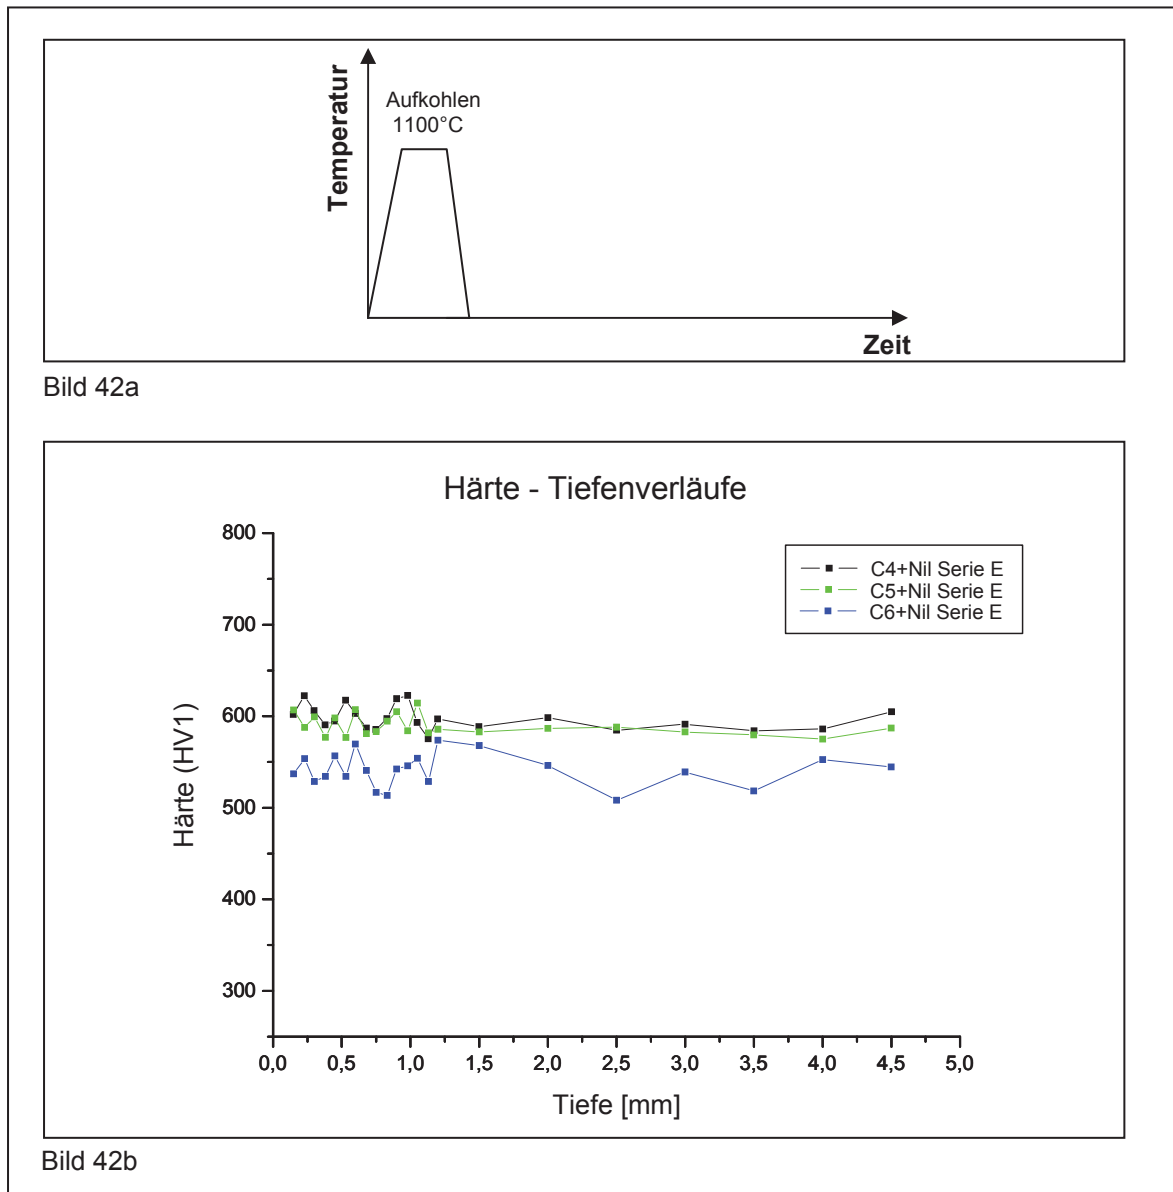 Temperatur
Aufkohlen
1100°C
Zeit
Bild 42a
Härte - Tiefenverläufe
800
700
600
500
400
300
Härte (HV1)
C4+Nil Serie E
C5+Nil Serie E
C6+Nil Serie E
0,0 0,5 1,0 1,5 2,0 2,5 3,0 3,5 4,0 4,5 5,0
Tiefe [mm]
Bild 42b